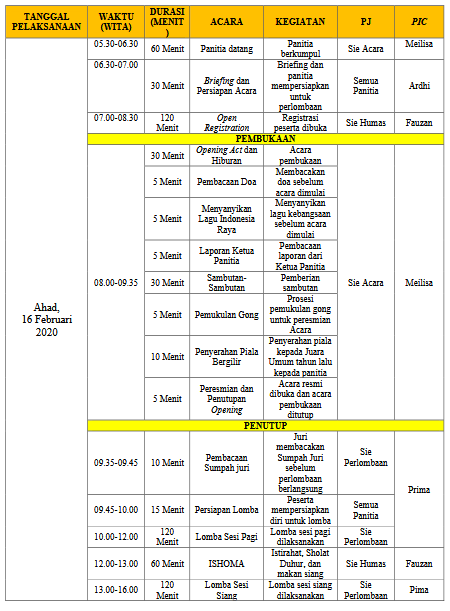 TANGGAL PELAKSANAAN
WAKTU (WITA)
DURASI (MENIT)
ACARA
KEGIATAN
PJ
PIC
Ahad,
16 Februari
2020
05.30-06.30
60 Menit
Panitia datang
Panitia
berkumpul
Sie Acara
Meilisa
06.30-07.00
30 Menit
Briefing dan
Persiapan Acara
Briefing dan
panitia
mempersiapkan
untuk
perlombaan
Semua
Panitia
Ardhi
07.00-08.30
120
Menit
Open
Registration
Registrasi
peserta dibuka
Sie Humas
Fauzan
PEMBUKAAN
08.00-09.35
30 Menit
Opening Act dan
Hiburan
Acara
pembukaan
Sie Acara
Meilisa
5 Menit
Pembacaan Doa
Membacakan
doa sebelum
acara dimulai
5 Menit
Menyanyikan
Lagu Indonesia
Raya
Menyanyikan
lagu kebangsaan
sebelum acara
dimulai
5 Menit
Laporan Ketua
Panitia
Pembacaan
laporan dari
Ketua Panitia
30 Menit
Sambutan-
Sambutan
Pemberian
sambutan
5 Menit
Pemukulan Gong
Prosesi
pemukulan gong
untuk peresmian
Acara
10 Menit
Penyerahan Piala
Bergilir
Penyerahan piala
kepada Juara
Umum tahun lalu
kepada panitia
5 Menit
Peresmian dan
Penutupan
Opening
Acara resmi
dibuka dan acara
pembukaan
ditutup
PENUTUP
09.35-09.45
10 Menit
Pembacaan
Sumpah juri
Juri
membacakan
Sumpah Juri
sebelum
perlombaan
berlangsung
Sie
Perlombaan
Prima
09.45-10.00
15 Menit
Persiapan Lomba
Peserta
mempersiapkan
diri untuk lomba
Semua
Panitia
10.00-12.00
120
Menit
Lomba Sesi Pagi
Lomba sesi pagi
dilaksanakan
Sie
Perlombaan
12.00-13.00
60 Menit
ISHOMA
Istirahat, Sholat
Duhur, dan
makan siang
Sie Humas
Fauzan
13.00-16.00
120
Menit
Lomba Sesi
Siang
Lomba sesi siang
dilaksanakan
Sie
Perlombaan
Pima